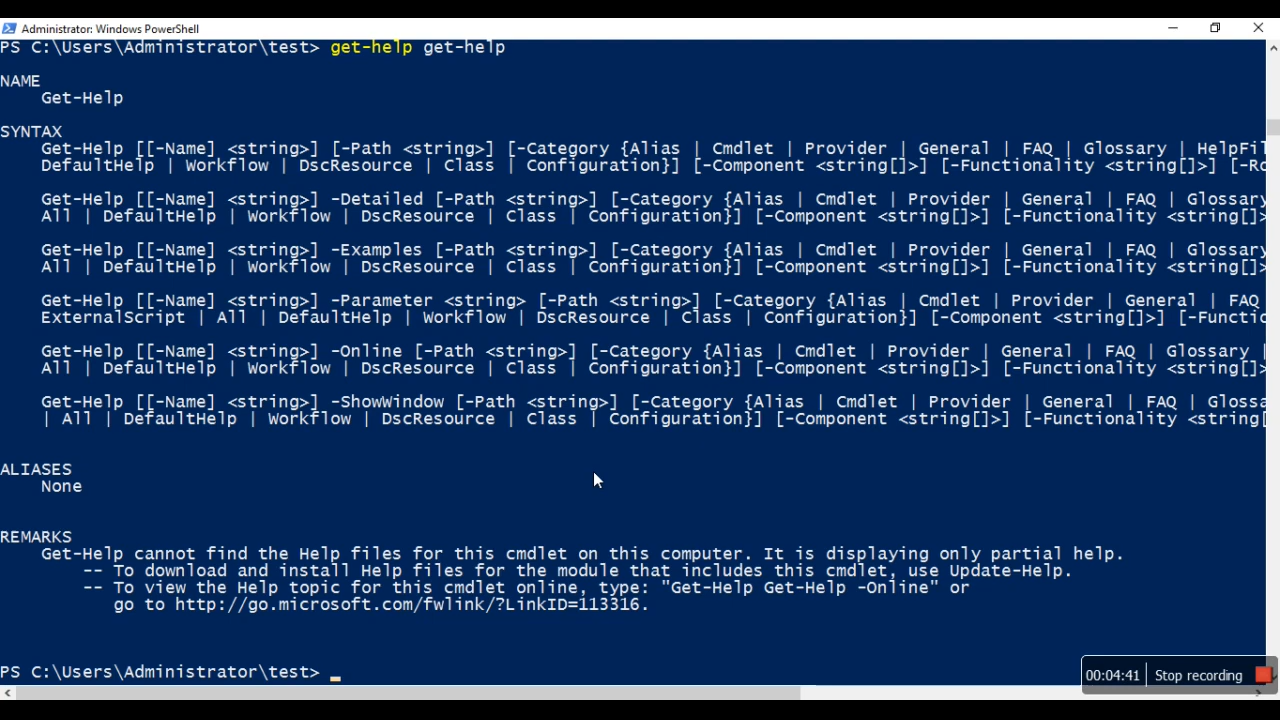 Administrator: Windows PowerShell
PS C:\Users\Administrator\test> get-help get-help
NAME
Get-Help
SYNTAX
Get-Help [[-Name] <string>] [-Path <string>] [-Category {Alias | Cmdlet | Provider | General | FAQ | Glossary | HelpFil
DefaultHelp | Workflow | DscResource | Class | Configuration}] [-Component <string[]>] [-Functionality <string[]>] [-Ro
Get-Help [[-Name] <string>] -Detailed [-Path <string>] [-Category {Alias | Cmdlet | Provider | General | FAQ | Glossary
All | DefaultHelp | Workflow | DscResource | Class | Configuration}] [-Component <string[]>] [-Functionality <string[]>
Get-Help [[-Name] <string>] -Examples [-Path <string>] [-Category {Alias | Cmdlet | Provider | General | FAQ | Glossary
All | DefaultHelp | Workflow | DscResource | Class | Configuration}] [-Component <string[]>] [-Functionality <string[]>
Get-Help [[-Name] <string>] -Parameter <string> [-Path <string>] [-Category {Alias | Cmdlet | Provider | General | FAQ
ExternalScript | All | DefaultHelp | Workflow | DscResource | Class | Configuration}] [-Component <string[]>] [-Functio
Get-Help [[-Name] <string>] -Online [-Path <string>] [-Category {Alias | Cmdlet | Provider | General | FAQ | Glossary |
All | DefaultHelp | Workflow | DscResource | Class | Configuration}] [-Component <string[]>] [-Functionality <string[]>
Get-Help [[-Name] <string>] -ShowWindow [-Path <string>] [-Category {Alias | Cmdlet | Provider | General | FAQ | Glossa
| All | DefaultHelp | Workflow | DscResource | Class | Configuration}] [-Component <string[]>] [-Functionality <string[
ALIASES
None
REMARKS
Get-Help cannot find the Help files for this cmdlet on this computer. It is displaying only partial help.
-- To download and install Help files for the module that includes this cmdlet, use Update-Help.
-- To view the Help topic for this cmdlet online, type: "Get-Help Get-Help -Online" or
go to http://go.microsoft.com/fwlink/?LinkID=113316.
PS C:\Users\Administrator\test> _
00:04:41 Stop recording